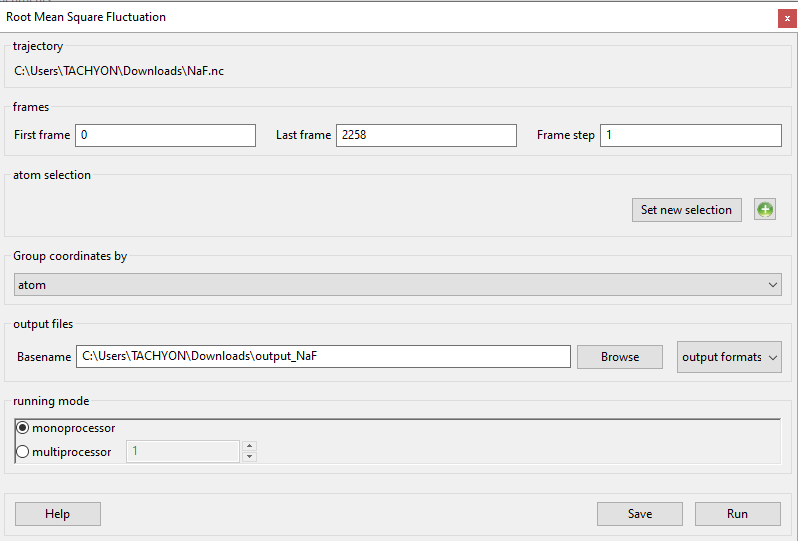 Root Mean Square Fluctuation
x
trajectory
C:\Users\TACHYON\Downloads\NaF.nc
frames
First frame 0 Last frame 2258 Frame step 1
atom selection
Set new selection
Group coordinates by
atom
output files
Basename C:\Users\TACHYON\Downloads\output_NaF Browse output formats
running mode
monoprocessor
multiprocessor 1
Help Save Run